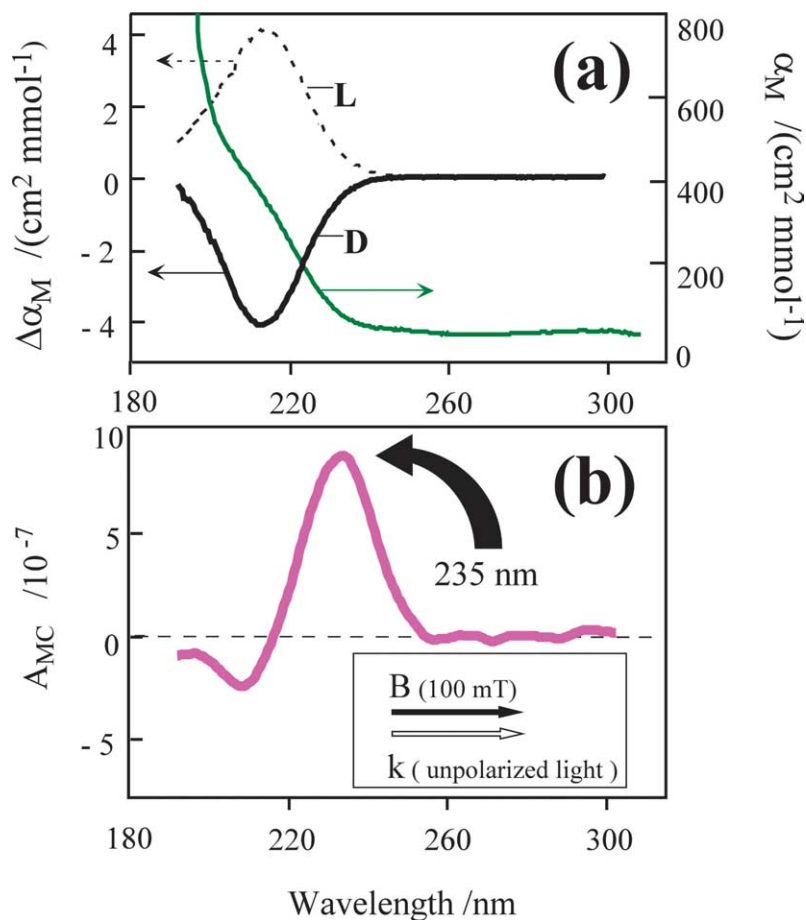 (a)
Δα_M /(cm² mmol⁻¹)
4
2
0
- 2
- 4
L
D
α_M /(cm² mmol⁻¹)
800
600
400
200
0
180
220
260
300
(b)
A_MC /10⁻⁷
10
5
0
- 5
235 nm
B (100 mT)
k ( unpolarized light)
180
220
260
300
Wavelength /nm